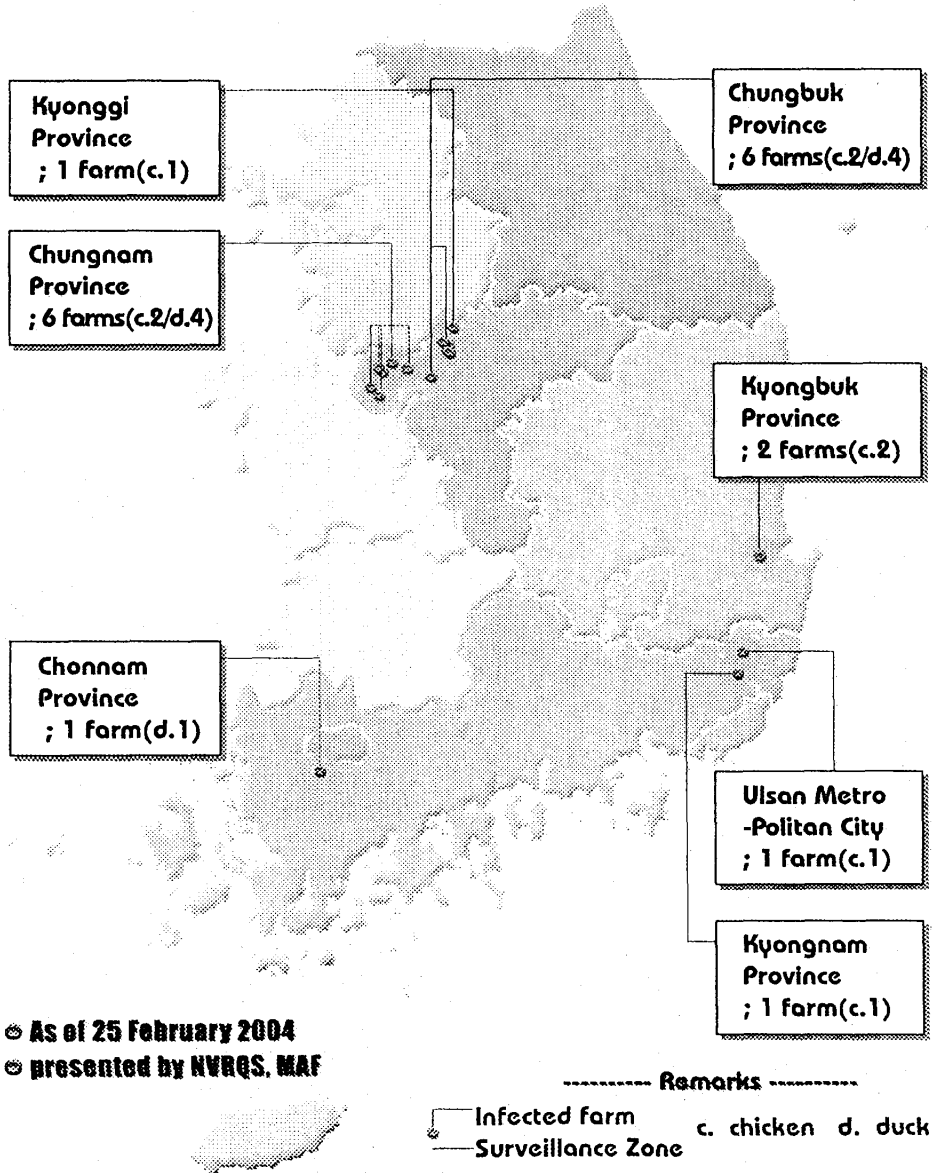 Kyonggi
Province
; 1 farm(c.1)
Chungbuk
Province
; 6 farms(c.2/d.4)
Chungnam
Province
; 6 farms(c.2/d.4)
Kyongbuk
Province
; 2 farms(c.2)
Chonnam
Province
; 1 farm(d.1)
Ulsan Metro
-Politan City
; 1 farm(c.1)
Kyongnam
Province
; 1 farm(c.1)
As of 25 February 2004
presented by NVRQS, MAF
---------- Remarks ----------
Infected farm
Surveillance Zone
c. chicken d. duck